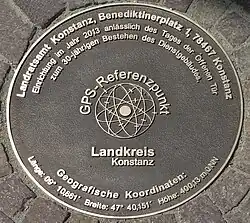 Landratsamt Konstanz, Benediktinerplatz 1, 78467 Konstanz
Einrichtung im Jahr 2013 anlässlich des Tages der Offenen Tür
zum 30-jährigen Bestehen des Dienstgebäudes
GPS-Referenzpunkt
Landkreis
Konstanz
Geografische Koordinaten:
Länge: 09° 10.661' Breite: 47° 40.151' Höhe: 400,13 müNN